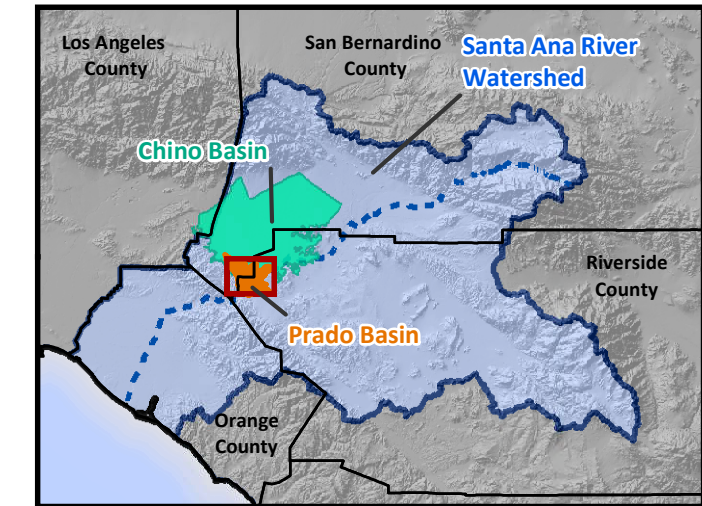 Los Angeles
County
San Bernardino
County
Santa Ana River
Watershed
Chino Basin
Riverside
County
Prado Basin
Orange
County